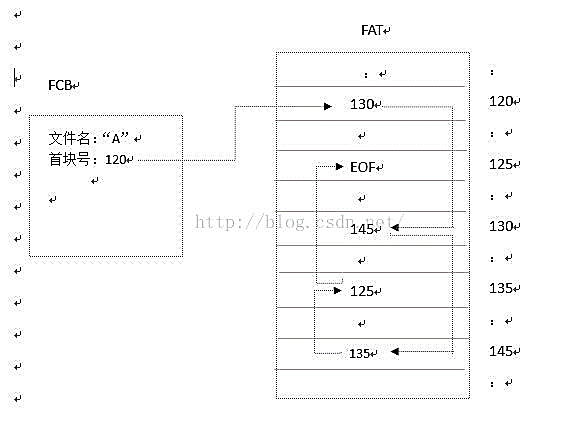 FAT
FCB
文件名：“A”
首块号：120
：
：
130
120
：
EOF
125
：
http://blog.csdn.net/
145
130
：
125
135
：
135
145
：